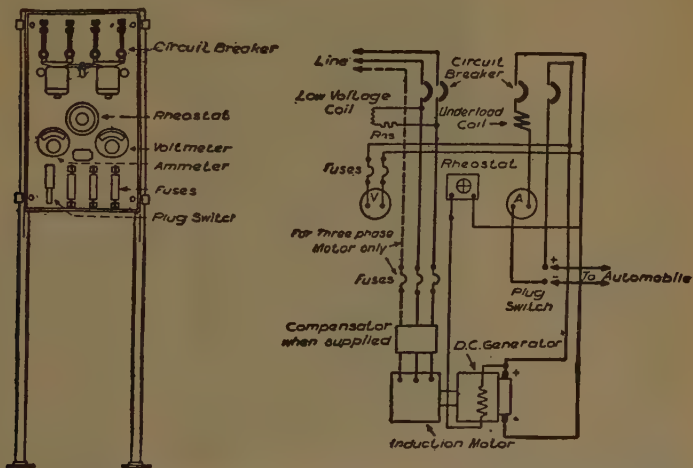 Circuit Breaker
Rheostat
Voltmeter
Ammeter
Fuses
Plug Switch
Line
Low Voltage
Coil
Res
Circuit
Breaker
Underload
Coil
Fuses
Rheostat
V
A
For Three phase
Motor only
Fuses
+
-
To Automobile
Plug
Switch
Compensator
when supplied
D.C. Generator
+
-
Induction Motor